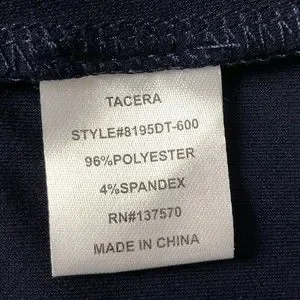 TACERA
STYLE#8195DT-600
96%POLYESTER
4%SPANDEX
RN#137570
MADE IN CHINA